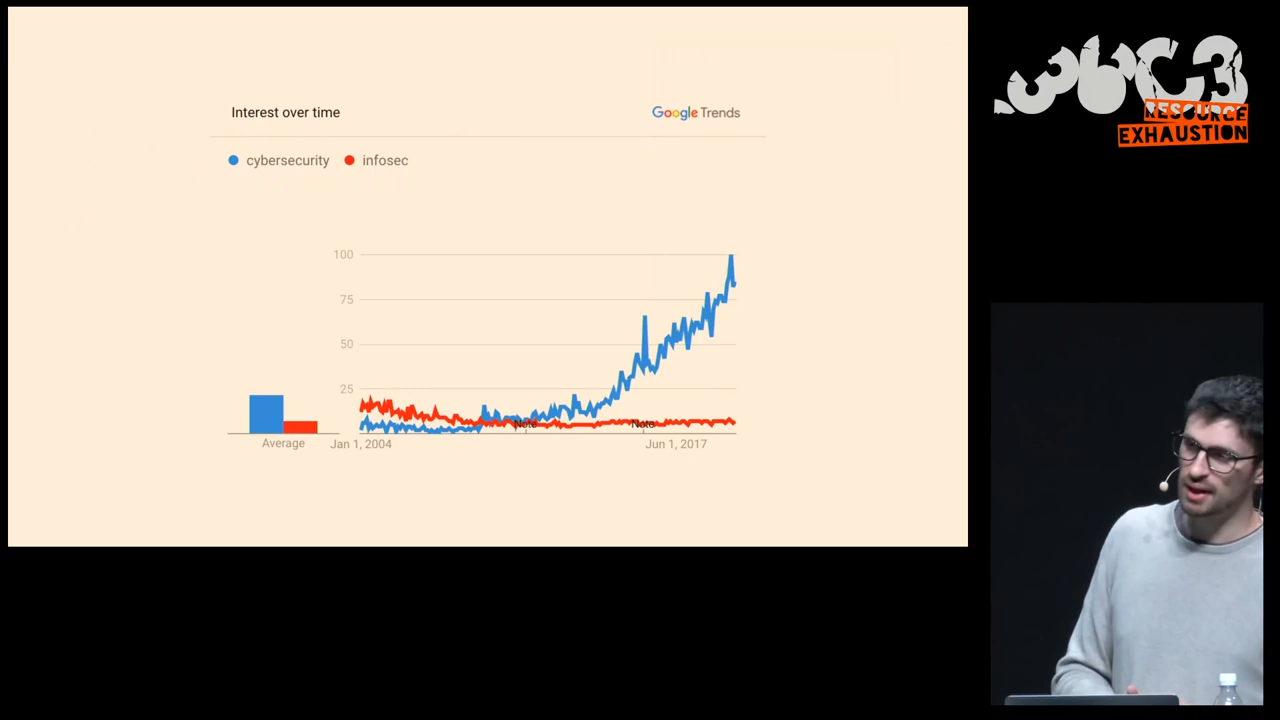 Interest over time
Google Trends
cybersecurity
infosec
100
75
50
25
Note
Note
Average
Jan 1, 2004
Jun 1, 2017
36C3
RESOURCE
EXHAUSTION